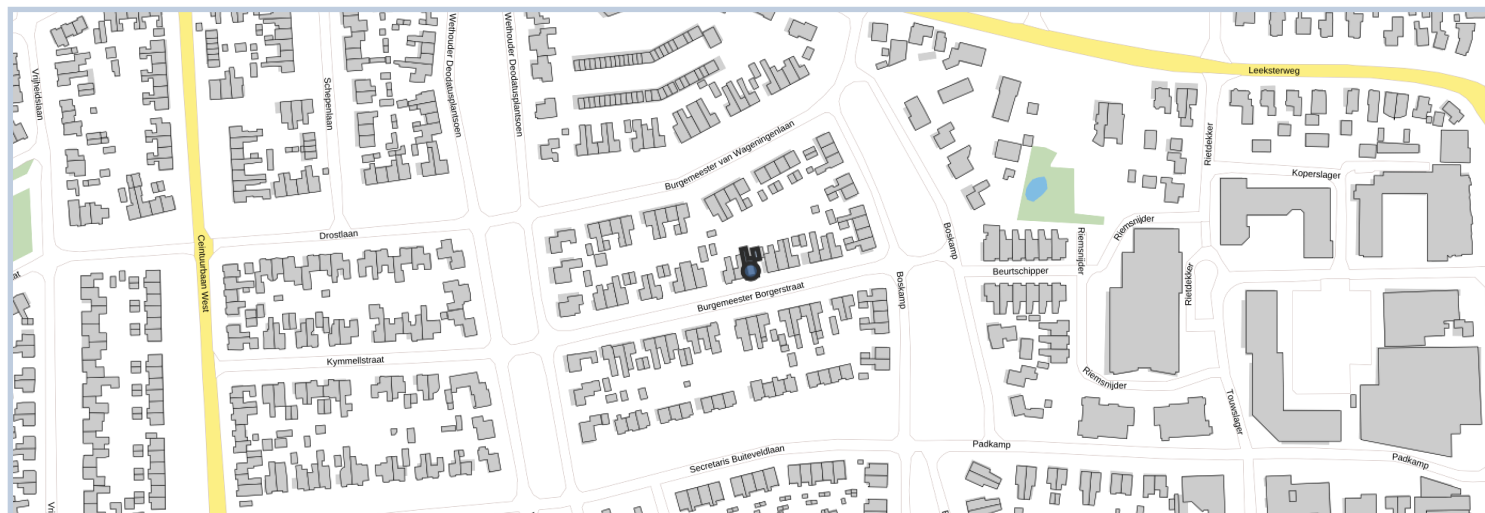 Vrijheidslaan
Schepenlaan
Wethouder Deodatusplantsoen
Wethouder Deodatusplantsoen
Leeksterweg
Burgemeester van Wageningenlaan
Rietdekker
Koperslager
Drostlaan
Ceintuurbaan West
Boskamp
Riemsnijder
Riemsnijder
Beurtschipper
Rietdekker
Boskamp
Burgemeester Borgerstraat
Kymmellstraat
Riemsnijder
Touwslager
Padkamp
Secretaris Buiteveldlaan
Padkamp